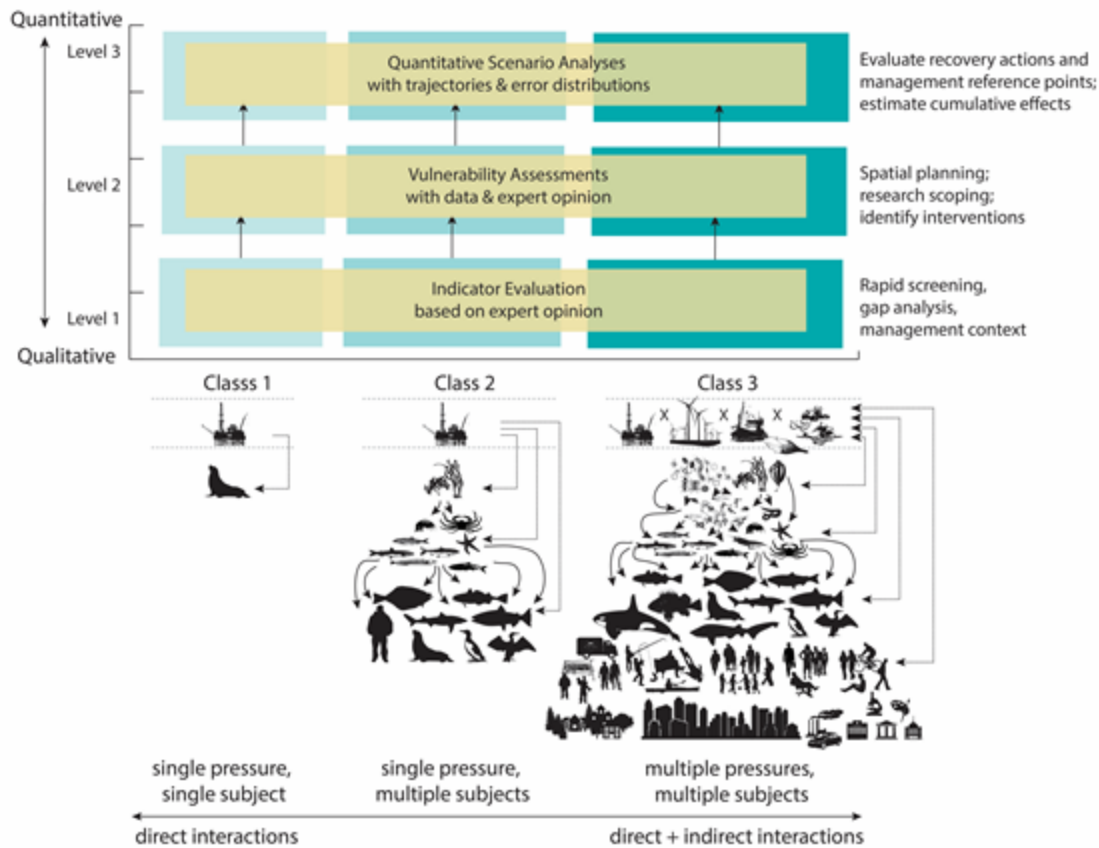 Quantitative
Level 3
Quantitative Scenario Analyses
with trajectories & error distributions
Evaluate recovery actions and
management reference points;
estimate cumulative effects
Level 2
Vulnerability Assessments
with data & expert opinion
Spatial planning;
research scoping;
identify interventions
Level 1
Indicator Evaluation
based on expert opinion
Rapid screening,
gap analysis,
management context
Qualitative
Classs 1
Class 2
Class 3
X X X
single pressure,
single subject
single pressure,
multiple subjects
multiple pressures,
multiple subjects
direct interactions
direct + indirect interactions